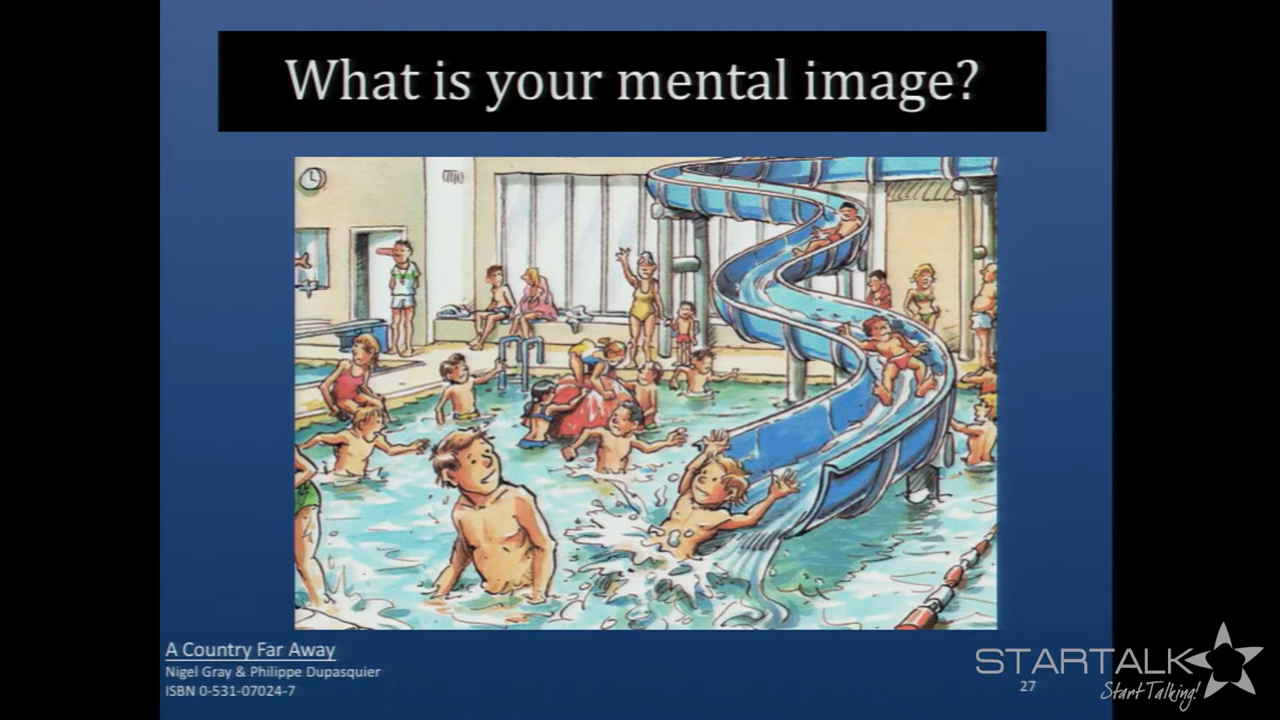 What is your mental image?
A Country Far Away
Nigel Gray & Philippe Dupasquier
ISBN 0-531-07024-7
STARTALK
27
Start Talking!